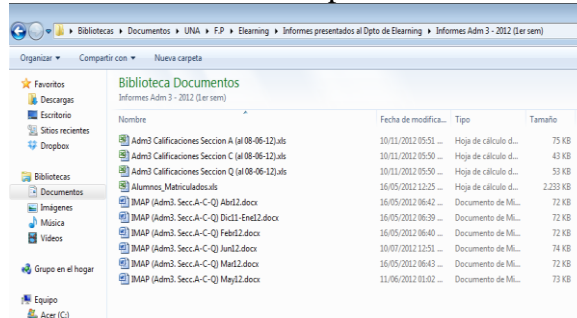 Bibliotecas ▸ Documentos ▸ UNA ▸ F.P ▸ Elearning ▸ Informes presentados al Dpto de Elearning ▸ Informes Adm 3 - 2012 (1er sem)
Organizar Compartir con Nueva carpeta
Favoritos
Descargas
Escritorio
Sitios recientes
Dropbox
Bibliotecas
Documentos
Imágenes
Música
Vídeos
Grupo en el hogar
Equipo
Acer (C:)
Biblioteca Documentos
Informes Adm 3 - 2012 (1er sem)
Nombre Fecha de modifica... Tipo Tamaño
Adm3 Calificaciones Seccion A (al 08-06-12).xls 10/11/2012 05:51 ... Hoja de cálculo d... 75 KB
Adm3 Calificaciones Seccion C (al 08-06-12).xls 10/11/2012 05:50 ... Hoja de cálculo d... 43 KB
Adm3 Calificaciones Seccion Q (al 08-06-12).xls 10/11/2012 05:50 ... Hoja de cálculo d... 53 KB
Alumnos_Matriculados.xls 16/05/2012 12:25 ... Hoja de cálculo d... 2.233 KB
IMAP (Adm3. Secc.A-C-Q) Abr12.docx 16/05/2012 06:42 ... Documento de Mi... 72 KB
IMAP (Adm3. Secc.A-C-Q) Dic11-Ene12.docx 16/05/2012 06:39 ... Documento de Mi... 72 KB
IMAP (Adm3. Secc.A-C-Q) Febr12.docx 16/05/2012 06:40 ... Documento de Mi... 72 KB
IMAP (Adm3. Secc.A-C-Q) Jun12.docx 10/07/2012 12:51 ... Documento de Mi... 74 KB
IMAP (Adm3. Secc.A-C-Q) Mar12.docx 16/05/2012 06:43 ... Documento de Mi... 72 KB
IMAP (Adm3. Secc.A-C-Q) May12.docx 11/06/2012 01:02 ... Documento de Mi... 73 KB